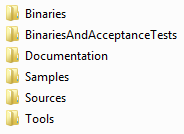 Binaries
BinariesAndAcceptanceTests
Documentation
Samples
Sources
Tools